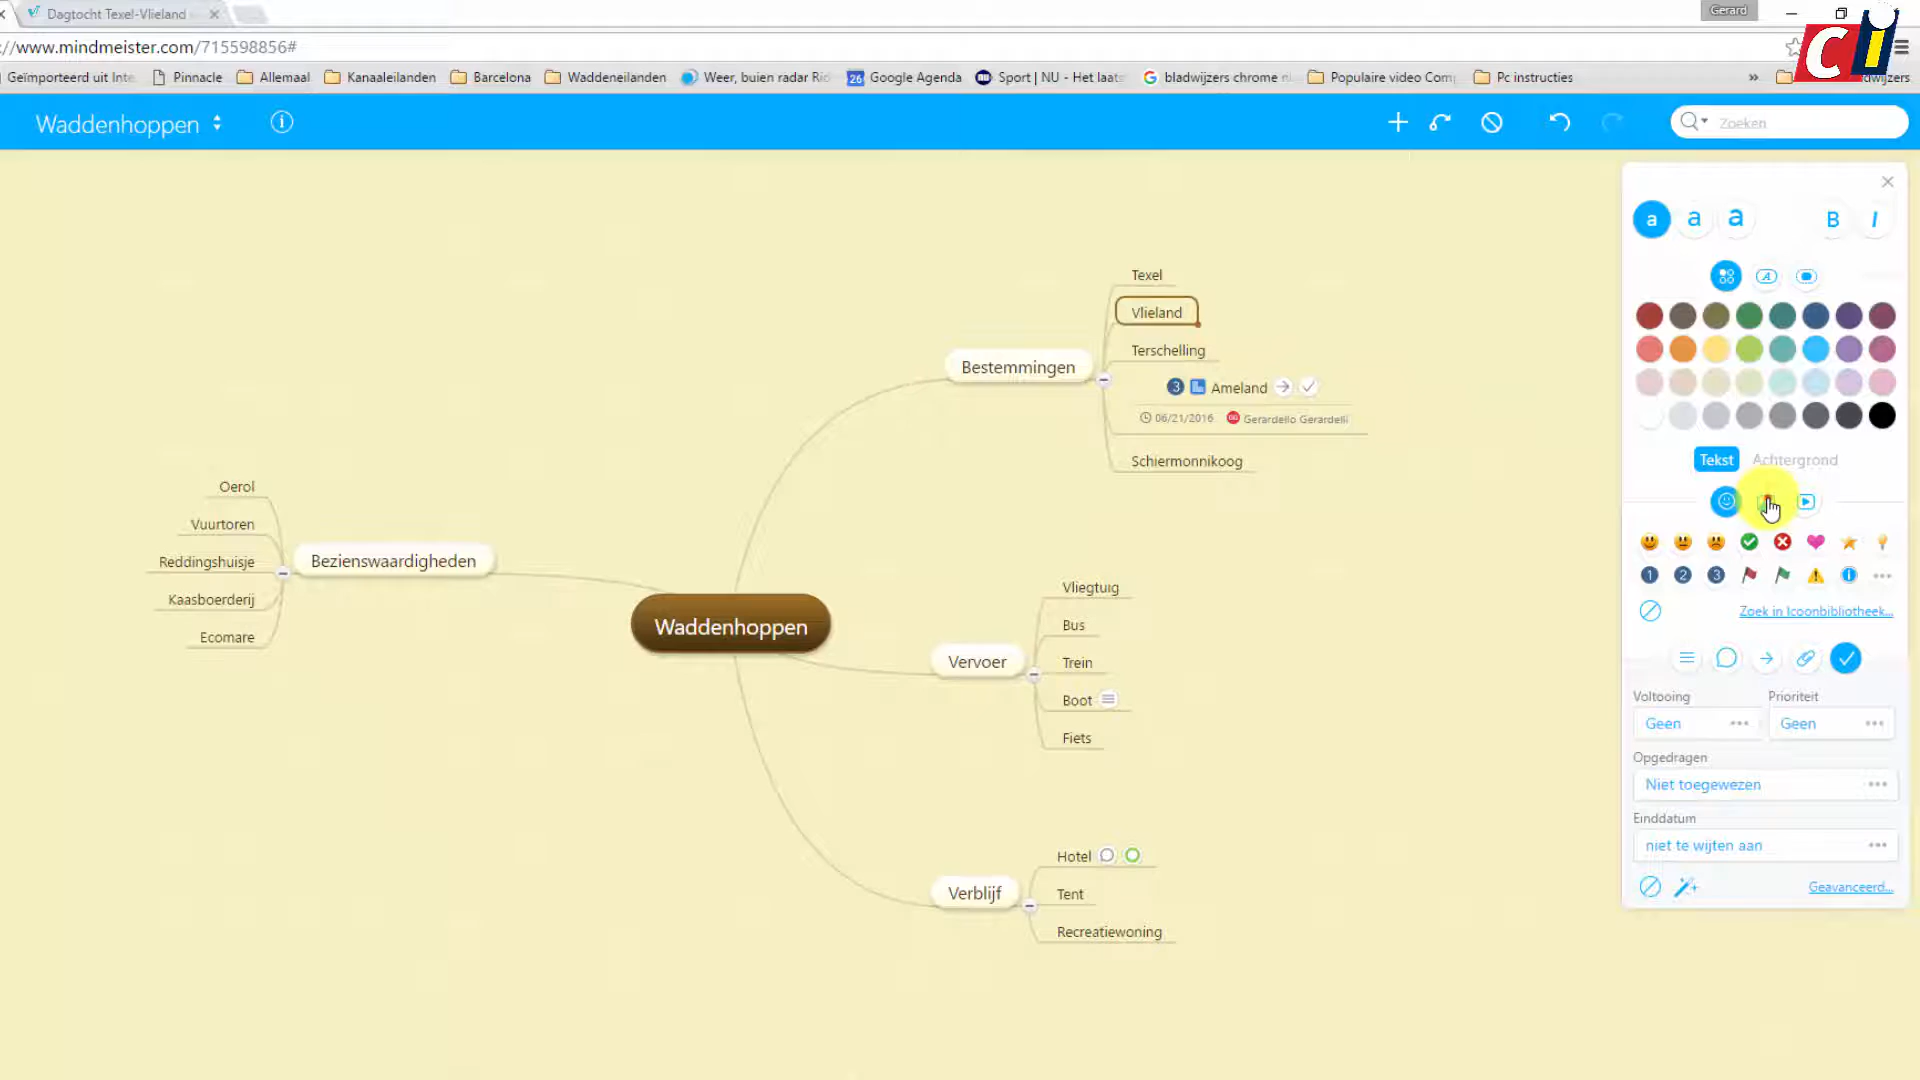 Dagtocht Texel-Vlieland
Gerard
://www.mindmeister.com/715598856#
Geïmporteerd uit Inte
Pinnacle
Allemaal
Kanaaleilanden
Barcelona
Waddeneilanden
Weer, buien radar Ri
26
Google Agenda
Sport | NU - Het laats
bladwijzers chrome n
Populaire video Com
Pc instructies
»
dwijzers
Ci
Waddenhoppen
Zoeken
a a a B I
Texel
Vlieland
Terschelling
Bestemmingen
3 Ameland
06/21/2016 Gerardello Gerardelli
Schiermonnikoog
Tekst Achtergrond
Oerol
Vuurtoren
Reddingshuisje
Bezienswaardigheden
Kaasboerderij
Ecomare
Waddenhoppen
Vliegtuig
Bus
Trein
Vervoer
Boot
Fiets
1 2 3
Zoek in Icoonbibliotheek...
Voltooing Prioriteit
Geen Geen
Opgedragen
Niet toegewezen
Einddatum
niet te wijten aan
Geavanceerd...
Hotel
Tent
Verblijf
Recreatiewoning